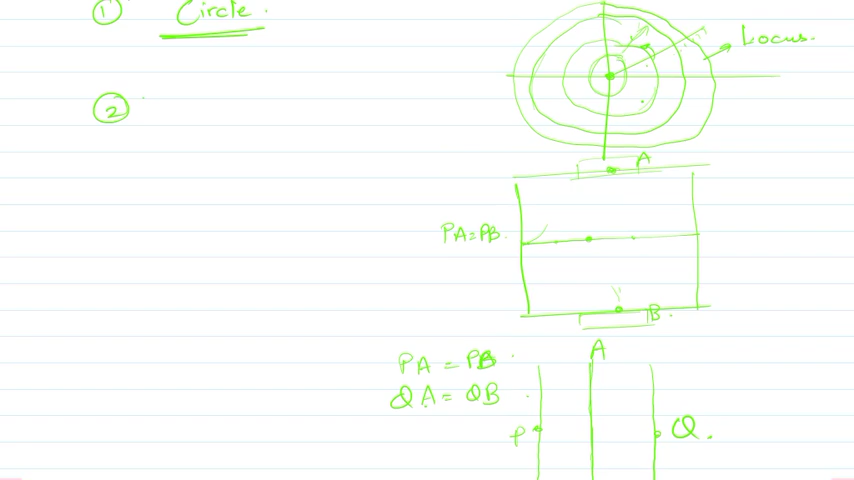 ① Circle.
Locus.
②
A
PA=PB.
B.
PA = PB.
A
QA = QB.
P
Q.